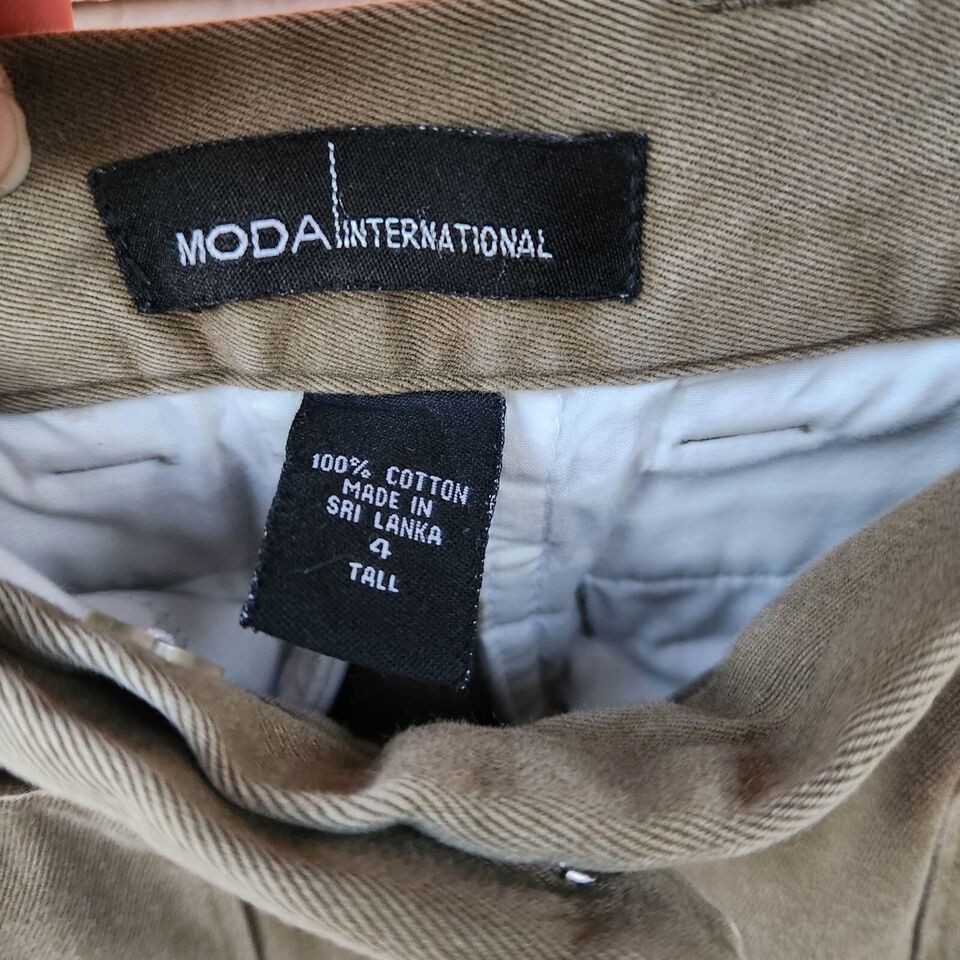 MODA INTERNATIONAL
100% COTTON
MADE IN
SRI LANKA
4
TALL